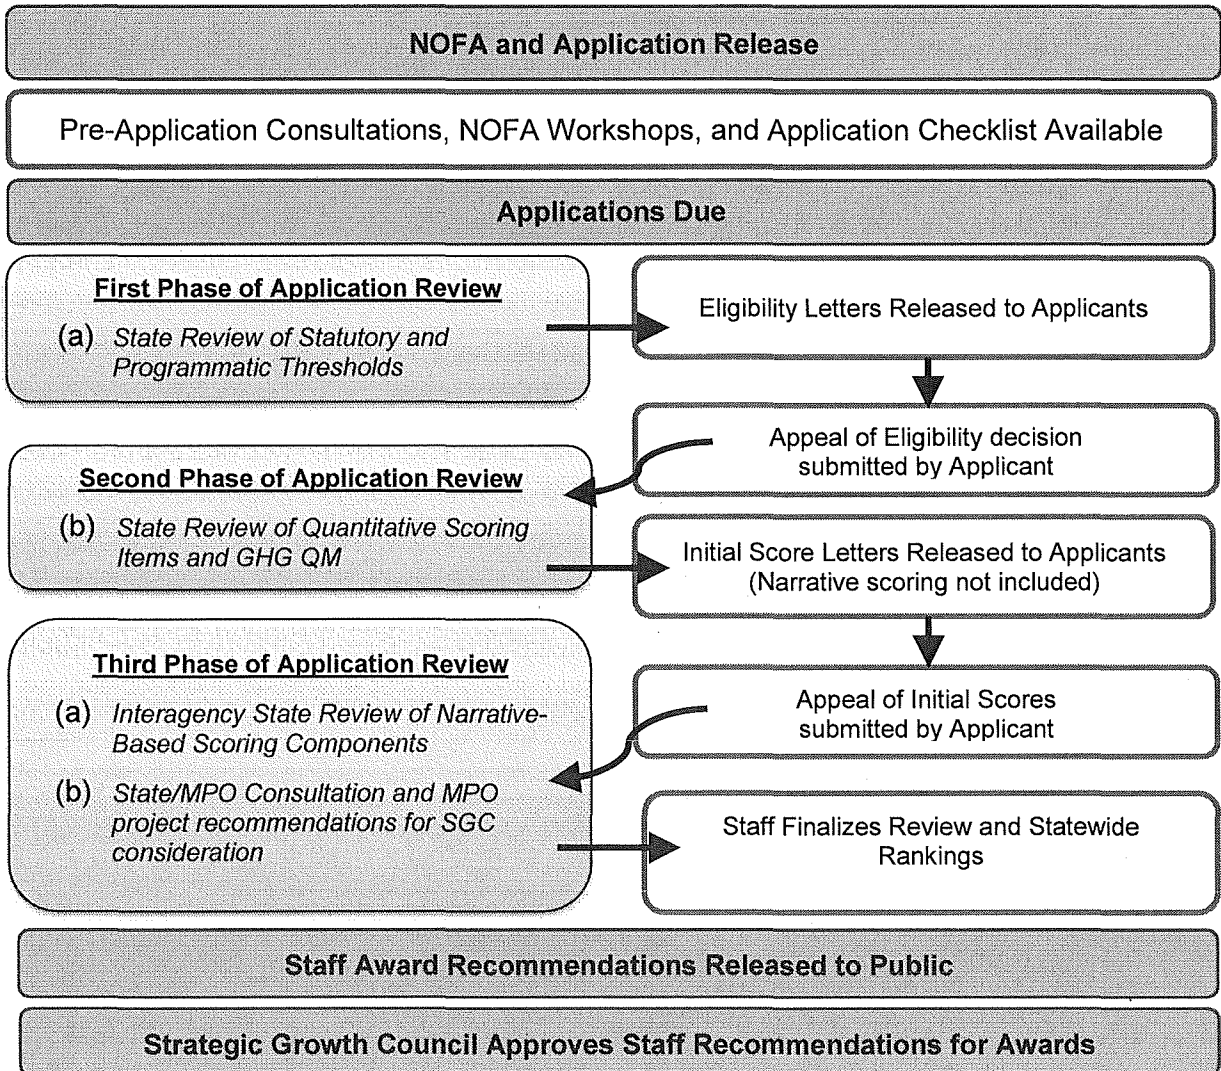 NOFA and Application Release
Pre-Application Consultations, NOFA Workshops, and Application Checklist Available
Applications Due
First Phase of Application Review
(a) State Review of Statutory and
Programmatic Thresholds
Eligibility Letters Released to Applicants
Appeal of Eligibility decision
submitted by Applicant
Second Phase of Application Review
(b) State Review of Quantitative Scoring
Items and GHG QM
Initial Score Letters Released to Applicants
(Narrative scoring not included)
Third Phase of Application Review
(a) Interagency State Review of Narrative-
Based Scoring Components
(b) State/MPO Consultation and MPO
project recommendations for SGC
consideration
Appeal of Initial Scores
submitted by Applicant
Staff Finalizes Review and Statewide
Rankings
Staff Award Recommendations Released to Public
Strategic Growth Council Approves Staff Recommendations for Awards